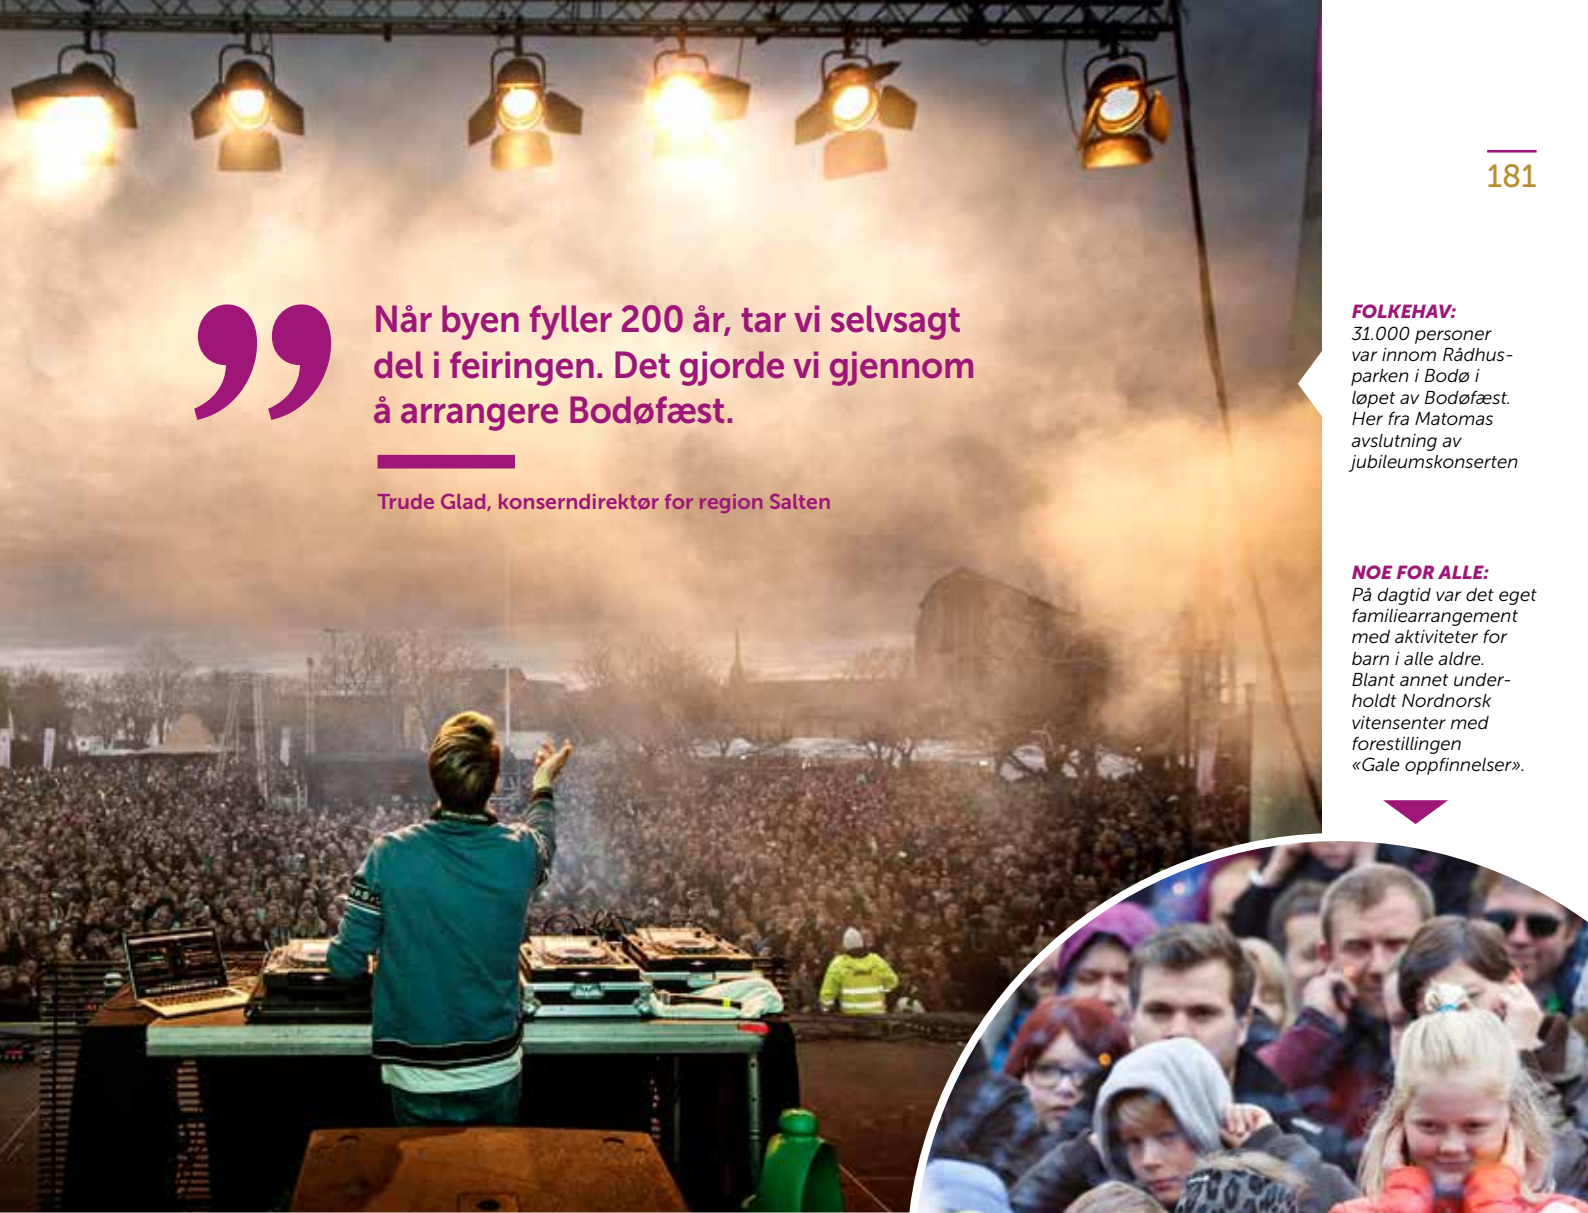 181
”
Når byen fyller 200 år, tar vi selvsagt
del i feiringen. Det gjorde vi gjennom
å arrangere Bodøfæst.
Trude Glad, konserndirektør for region Salten
FOLKEHAV:
31.000 personer
var innom Rådhus-
parken i Bodø i
løpet av Bodøfæst.
Her fra Matomas
avslutning av
jubileumskonserten
NOE FOR ALLE:
På dagtid var det eget
familiearrangement
med aktiviteter for
barn i alle aldre.
Blant annet under-
holdt Nordnorsk
vitensenter med
forestillingen
«Gale oppfinnelser».